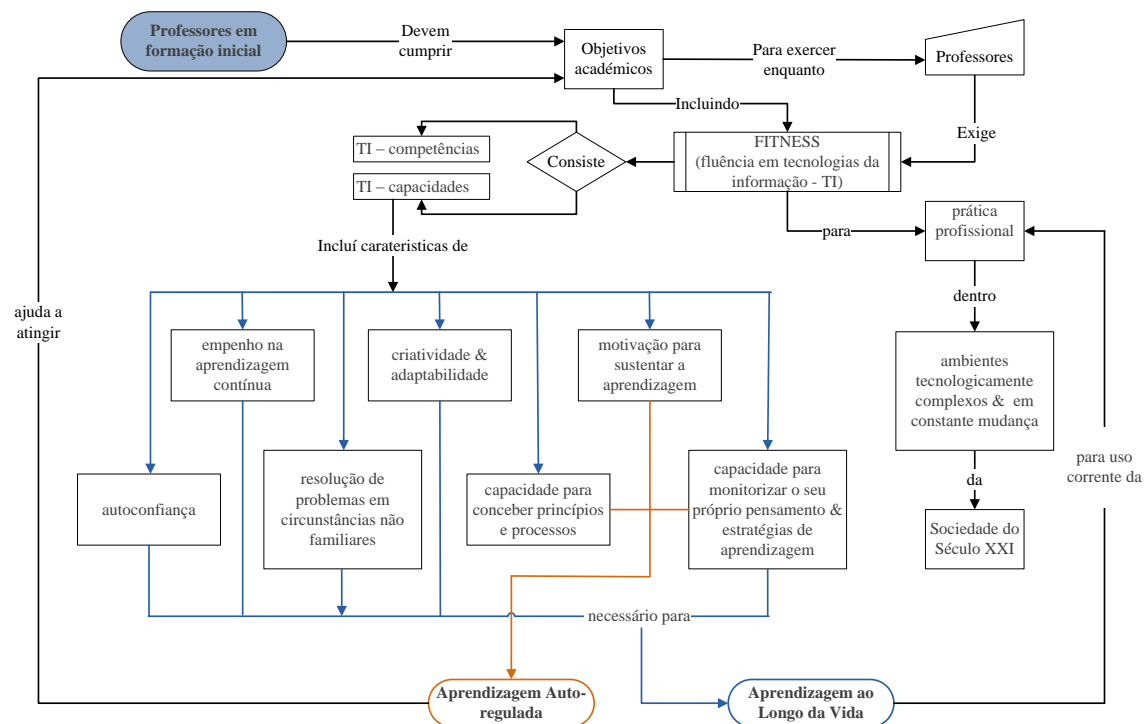 Professores em
formação inicial
Devem
cumprir
Objetivos
académicos
Para exercer
enquanto
Professores
Incluindo
Exige
TI – competências
TI – capacidades
Consiste
FITNESS
(fluência em tecnologias da
informação - TI)
para
prática
profissional
Incluí carateristicas de
dentro
ajuda a
atingir
empenho na
aprendizagem
contínua
criatividade &
adaptabilidade
motivação para
sustentar a
aprendizagem
ambientes
tecnologicamente
complexos & em
constante mudança
para uso
corrente da
autoconfiança
resolução de
problemas em
circunstâncias não
familiares
capacidade para
conceber princípios
e processos
capacidade para
monitorizar o seu
próprio pensamento &
estratégias de
aprendizagem
da
Sociedade do
Século XXI
necessário para
Aprendizagem Auto-
regulada
Aprendizagem ao
Longo da Vida